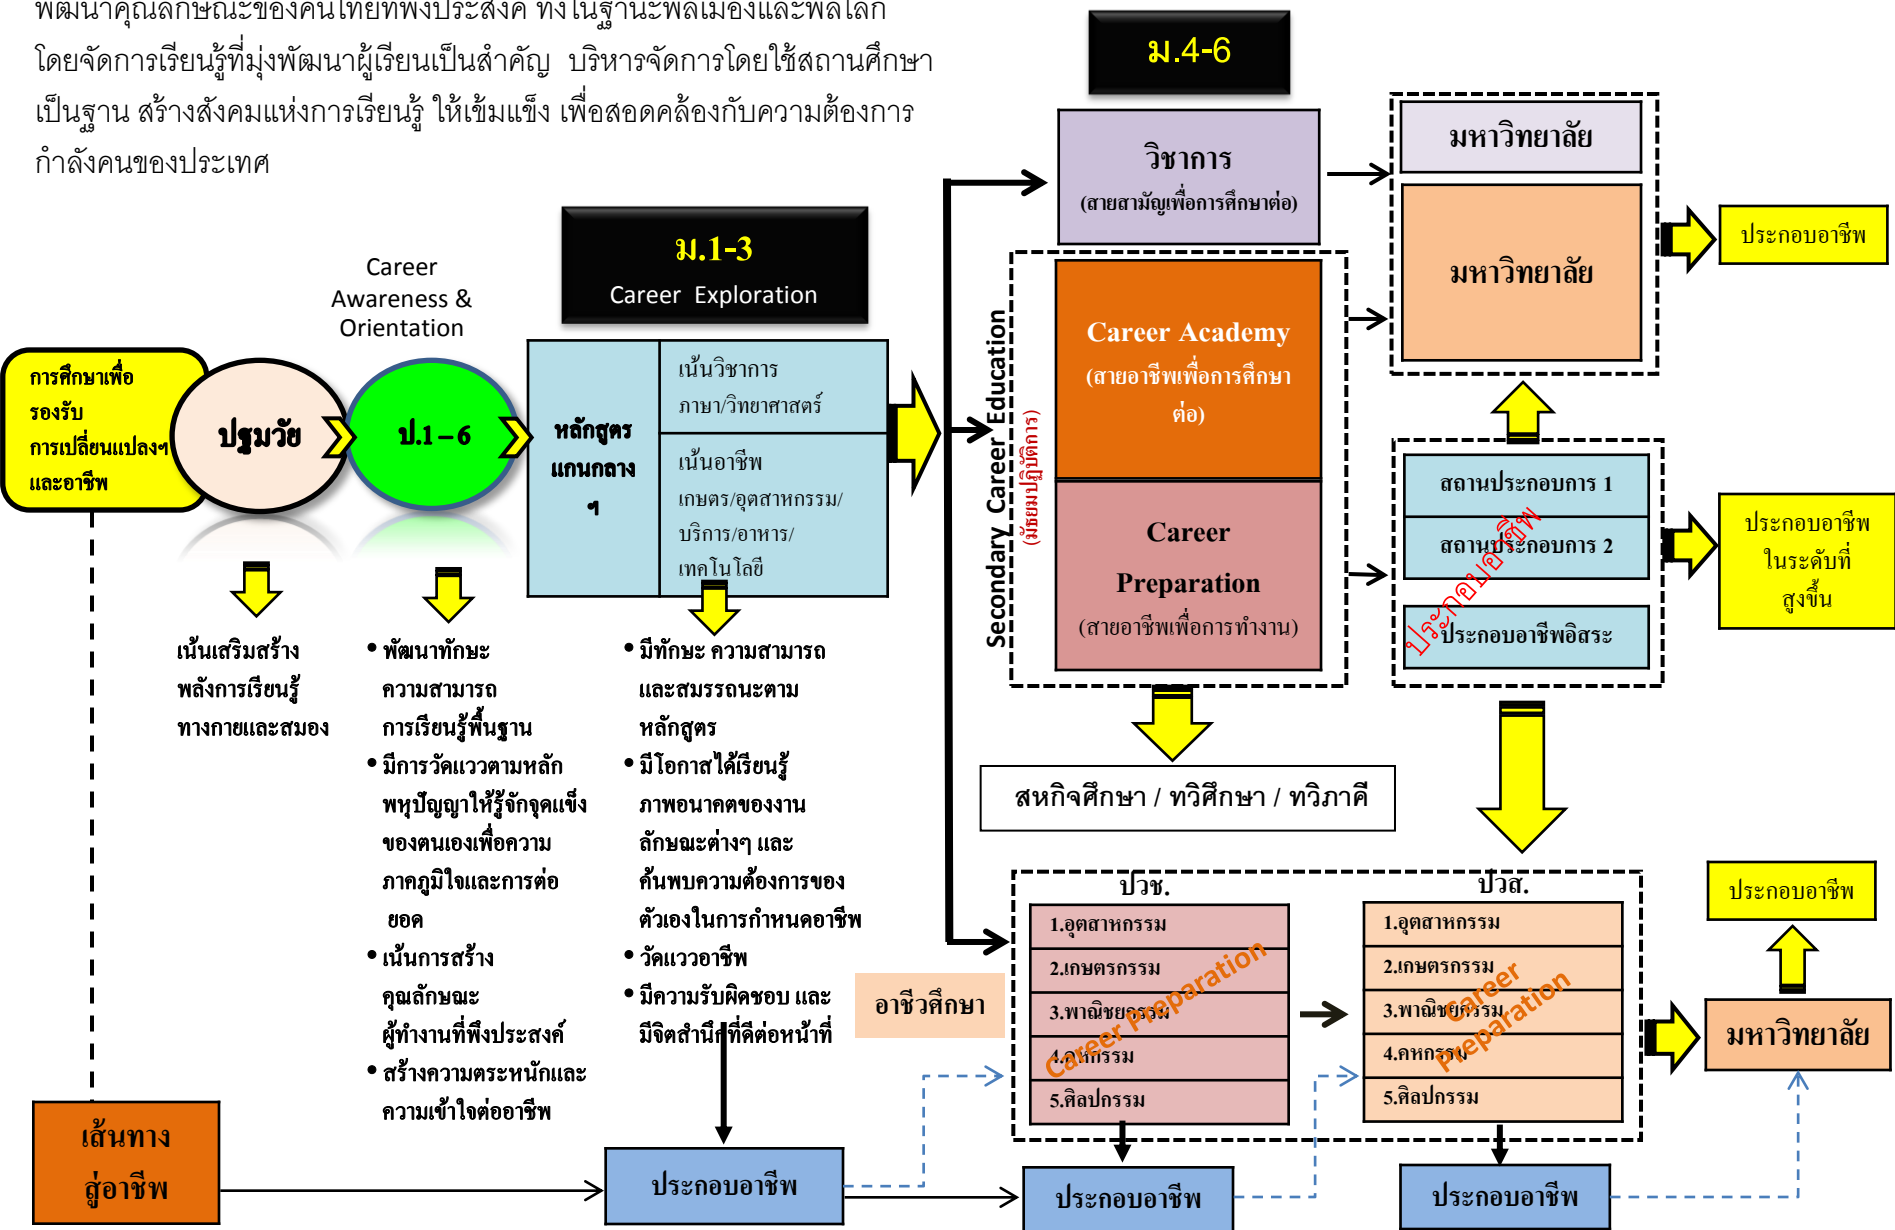 พัฒนาคุณลักษณะของคนไทยที่พึงประสงค์ ทั้งในฐานะพลเมืองและพลโลก
โดยจัดการเรียนรู้ที่มุ่งพัฒนาผู้เรียนเป็นสำคัญ บริหารจัดการโดยใช้สถานศึกษา
เป็นฐาน สร้างสังคมแห่งการเรียนรู้ ให้เข้มแข็ง เพื่อสอดคล้องกับความต้องการ
กำลังคนของประเทศ
การศึกษาเพื่อ
รองรับ
การเปลี่ยนแปลงฯ
และอาชีพ
ปฐมวัย
Career
Awareness &
Orientation
ป.1 – 6
ม.1-3
Career Exploration
หลักสูตร
แกนกลาง
ฯ
เน้นวิชาการ
ภาษา/วิทยาศาสตร์
เน้นอาชีพ
เกษตร/อุตสาหกรรม/
บริการ/อาหาร/
เทคโนโลยี
เน้นเสริมสร้าง
พลังการเรียนรู้
ทางกายและสมอง
• พัฒนาทักษะ
ความสามารถ
การเรียนรู้พื้นฐาน
• มีการวัดแววตามหลัก
พหุปัญญาให้รู้จักจุดแข็ง
ของตนเองเพื่อความ
ภาคภูมิใจและการต่อ
ยอด
• เน้นการสร้าง
คุณลักษณะ
ผู้ทำงานที่พึงประสงค์
• สร้างความตระหนักและ
ความเข้าใจต่ออาชีพ
• มีทักษะ ความสามารถ
และสมรรถนะตาม
หลักสูตร
• มีโอกาสได้เรียนรู้
ภาพอนาคตของงาน
ลักษณะต่างๆ และ
ค้นพบความต้องการของ
ตัวเองในการกำหนดอาชีพ
• วัดแววอาชีพ
• มีความรับผิดชอบ และ
มีจิตสำนึกที่ดีต่อหน้าที่
เส้นทาง
สู่อาชีพ
ประกอบอาชีพ
ม.4-6
วิชาการ
(สายสามัญเพื่อการศึกษาต่อ)
Secondary Career Education
(มัธยมปฏิบัติการ)
Career Academy
(สายอาชีพเพื่อการศึกษา
ต่อ)
Career
Preparation
(สายอาชีพเพื่อการทำงาน)
สหกิจศึกษา / ทวิศึกษา / ทวิภาคี
มหาวิทยาลัย
มหาวิทยาลัย
ประกอบอาชีพ
สถานประกอบการ 1
สถานประกอบการ 2
ประกอบอาชีพอิสระ
ประกอบอาชีพ
ประกอบอาชีพ
ในระดับที่
สูงขึ้น
อาชีวศึกษา
ปวช.
1.อุตสาหกรรม
2.เกษตรกรรม
3.พาณิชยกรรม
4.คหกรรม
5.ศิลปกรรม
Career Preparation
ประกอบอาชีพ
ปวส.
1.อุตสาหกรรม
2.เกษตรกรรม
3.พาณิชยกรรม
4.คหกรรม
5.ศิลปกรรม
Career
Preparation
ประกอบอาชีพ
ประกอบอาชีพ
มหาวิทยาลัย